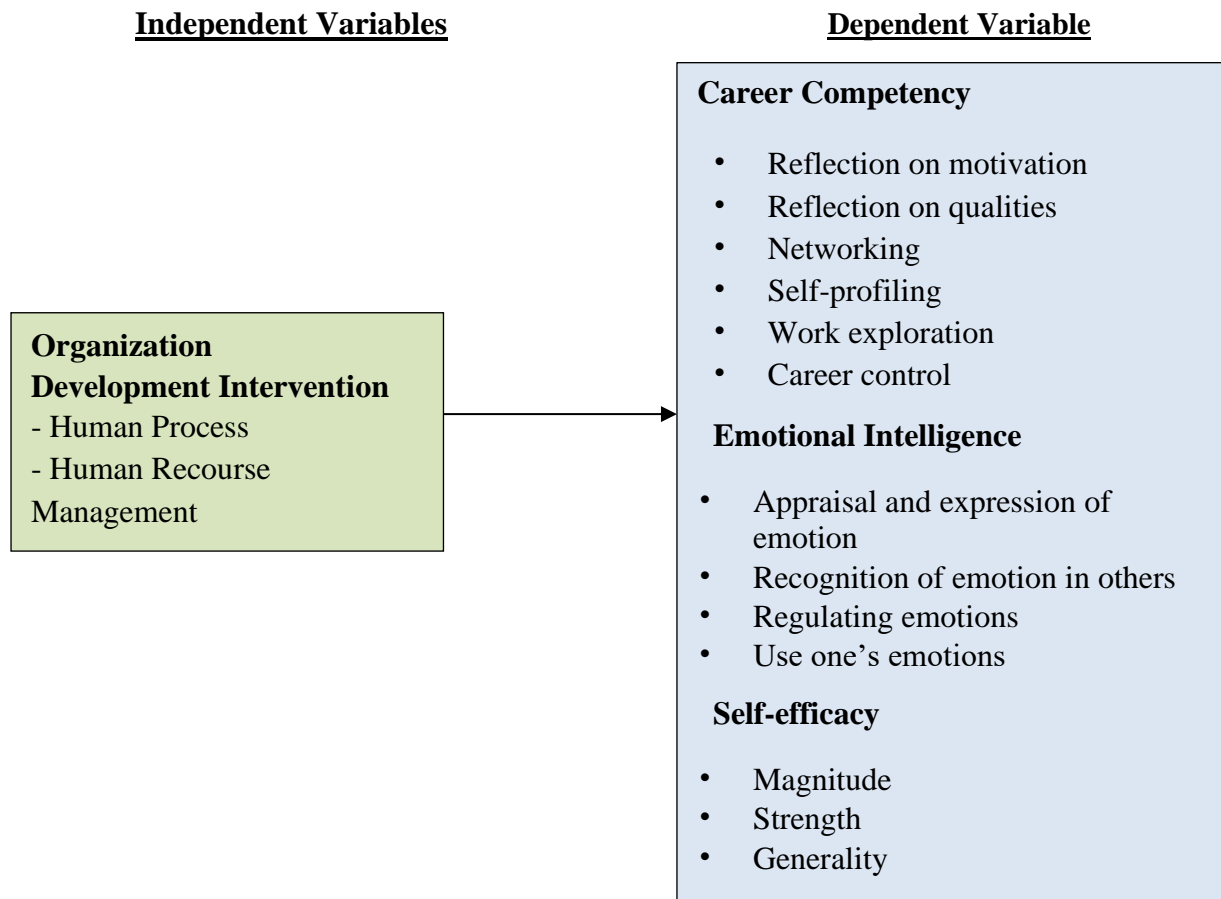 Independent Variables
Dependent Variable
Organization
Development Intervention
- Human Process
- Human Recourse
Management
Career Competency
• Reflection on motivation
• Reflection on qualities
• Networking
• Self-profiling
• Work exploration
• Career control
Emotional Intelligence
• Appraisal and expression of
emotion
• Recognition of emotion in others
• Regulating emotions
• Use one’s emotions
Self-efficacy
• Magnitude
• Strength
• Generality